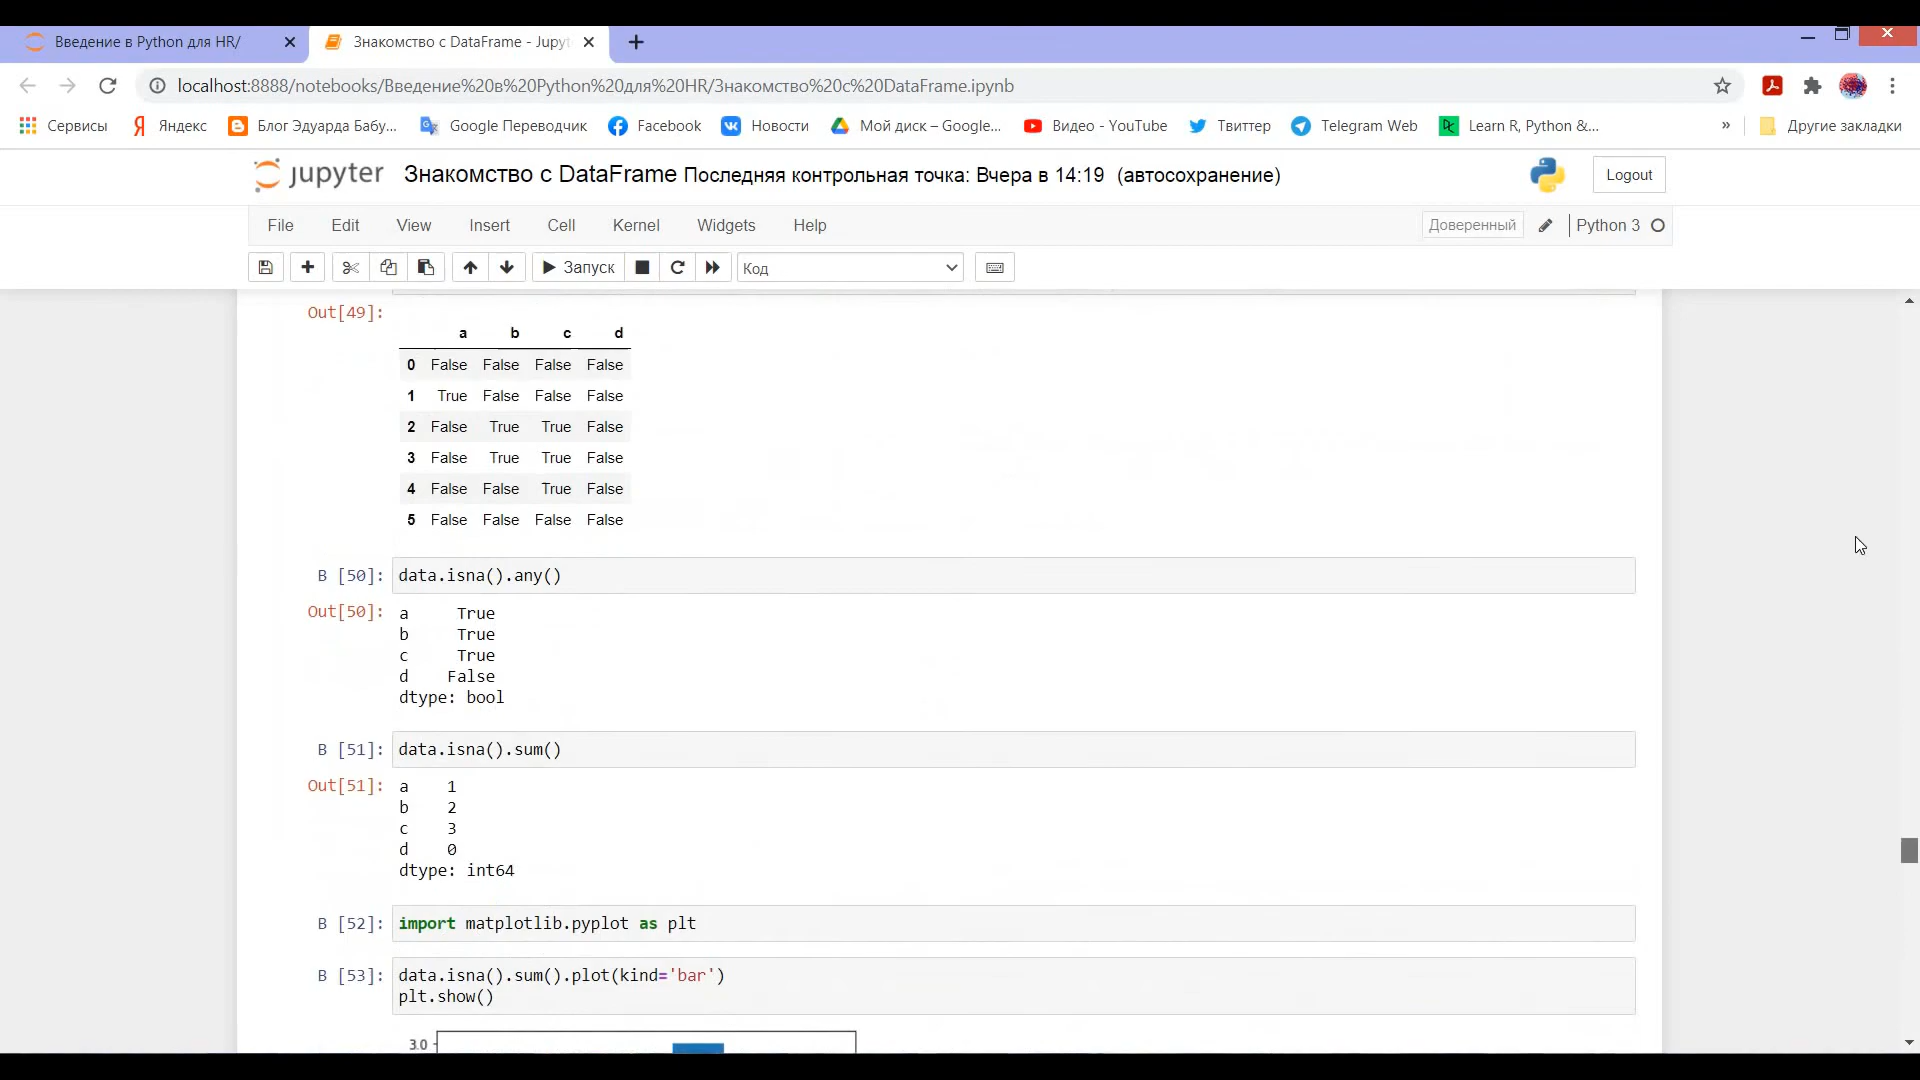 Введение в Python для HR/
Знакомство с DataFrame - Jupyt
localhost:8888/notebooks/Введение%20в%20Python%20для%20HR/Знакомство%20с%20DataFrame.ipynb
Сервисы Яндекс Блог Эдуарда Бабу... Google Переводчик Facebook Новости Мой диск – Google... Видео - YouTube Твиттер Telegram Web Learn R, Python &... » Другие закладки
jupyter Знакомство с DataFrame Последняя контрольная точка: Вчера в 14:19 (автосохранение) Logout
File Edit View Insert Cell Kernel Widgets Help Доверенный Python 3
Запуск Код
Out[49]:
a b c d
0 False False False False
1 True False False False
2 False True True False
3 False True True False
4 False False True False
5 False False False False
В [50]: data.isna().any()
Out[50]: a True
b True
c True
d False
dtype: bool
В [51]: data.isna().sum()
Out[51]: a 1
b 2
c 3
d 0
dtype: int64
В [52]: import matplotlib.pyplot as plt
В [53]: data.isna().sum().plot(kind='bar')
plt.show()
3.0